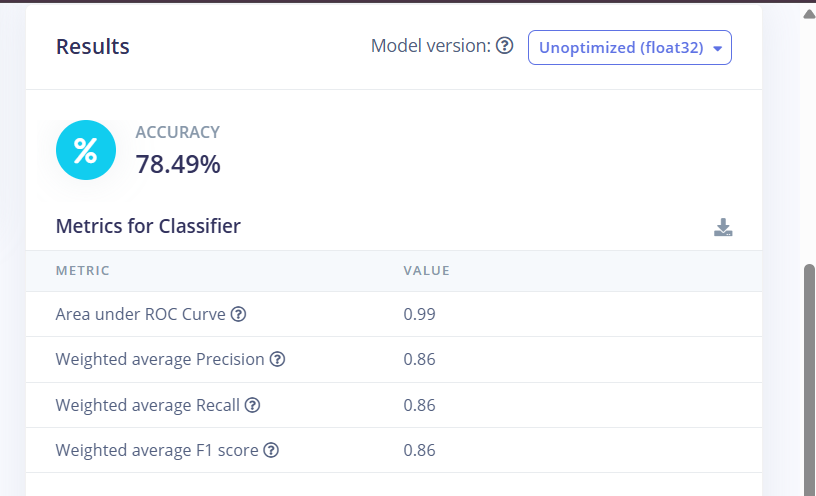 Results
Model version:
Unoptimized (float32)
%
ACCURACY
78.49%
Metrics for Classifier
METRIC VALUE
Area under ROC Curve ? 0.99
Weighted average Precision ? 0.86
Weighted average Recall ? 0.86
Weighted average F1 score ? 0.86